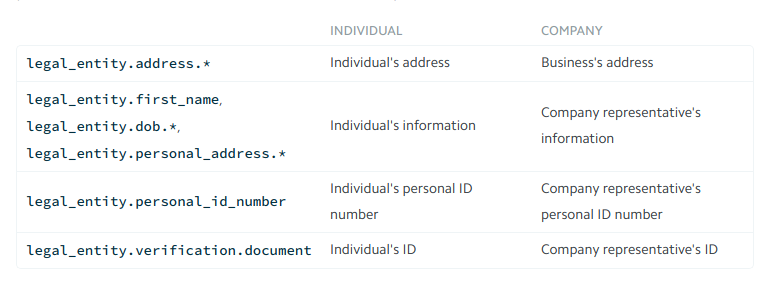 INDIVIDUAL COMPANY
legal_entity.address.* Individual's address Business's address
legal_entity.first_name,
legal_entity.dob.*,
legal_entity.personal_address.*
Individual's information
Company representative's
information
legal_entity.personal_id_number
Individual's personal ID
number
Company representative's
personal ID number
legal_entity.verification.document Individual's ID Company representative's ID